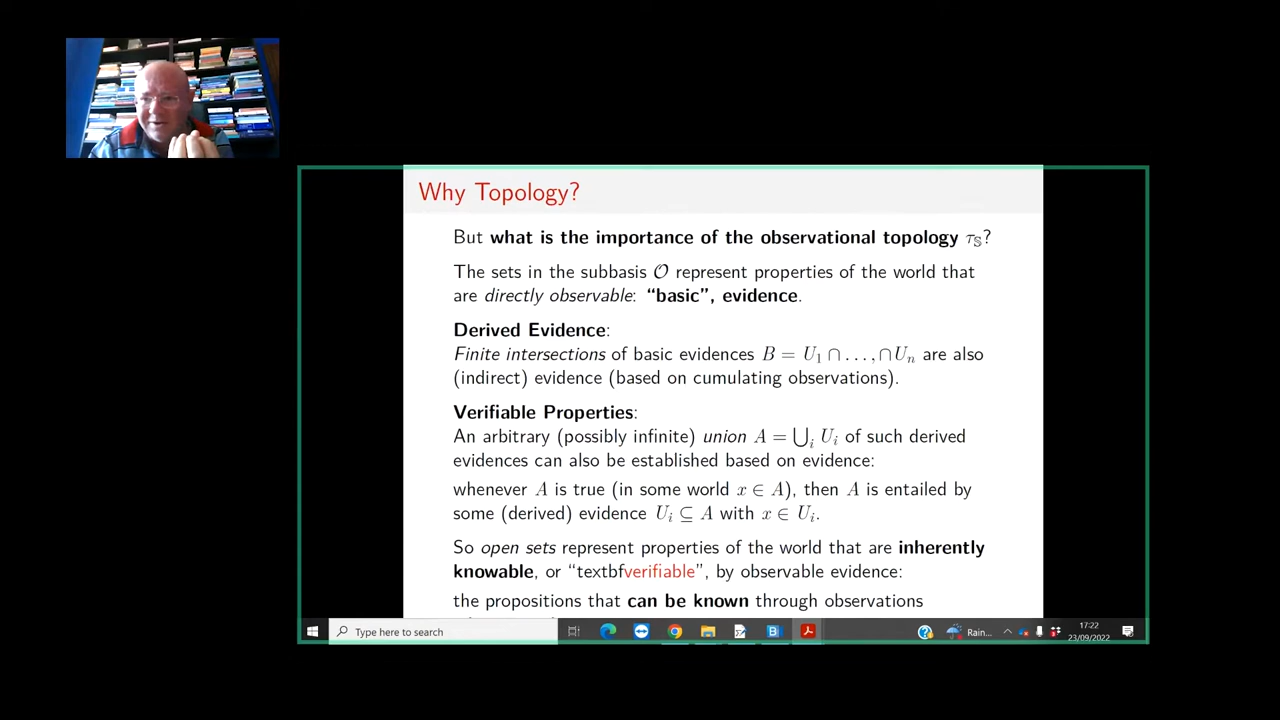 Why Topology?
But what is the importance of the observational topology τ𝕊?
The sets in the subbasis 𝒪 represent properties of the world that
are directly observable: “basic”, evidence.
Derived Evidence:
Finite intersections of basic evidences B = U₁ ∩ . . . , ∩ Uₙ are also
(indirect) evidence (based on cumulating observations).
Verifiable Properties:
An arbitrary (possibly infinite) union A = ⋃ᵢ Uᵢ of such derived
evidences can also be established based on evidence:
whenever A is true (in some world x ∈ A), then A is entailed by
some (derived) evidence Uᵢ ⊆ A with x ∈ Uᵢ.
So open sets represent properties of the world that are inherently
knowable, or “textbfverifiable”, by observable evidence:
the propositions that can be known through observations
Type here to search
Rain...
17:22
23/09/2022